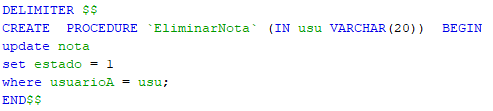 DELIMITER $$
CREATE  PROCEDURE `EliminarNota` (IN usu VARCHAR(20))  BEGIN
update nota
set estado = 1
where usuarioA = usu;
END$$